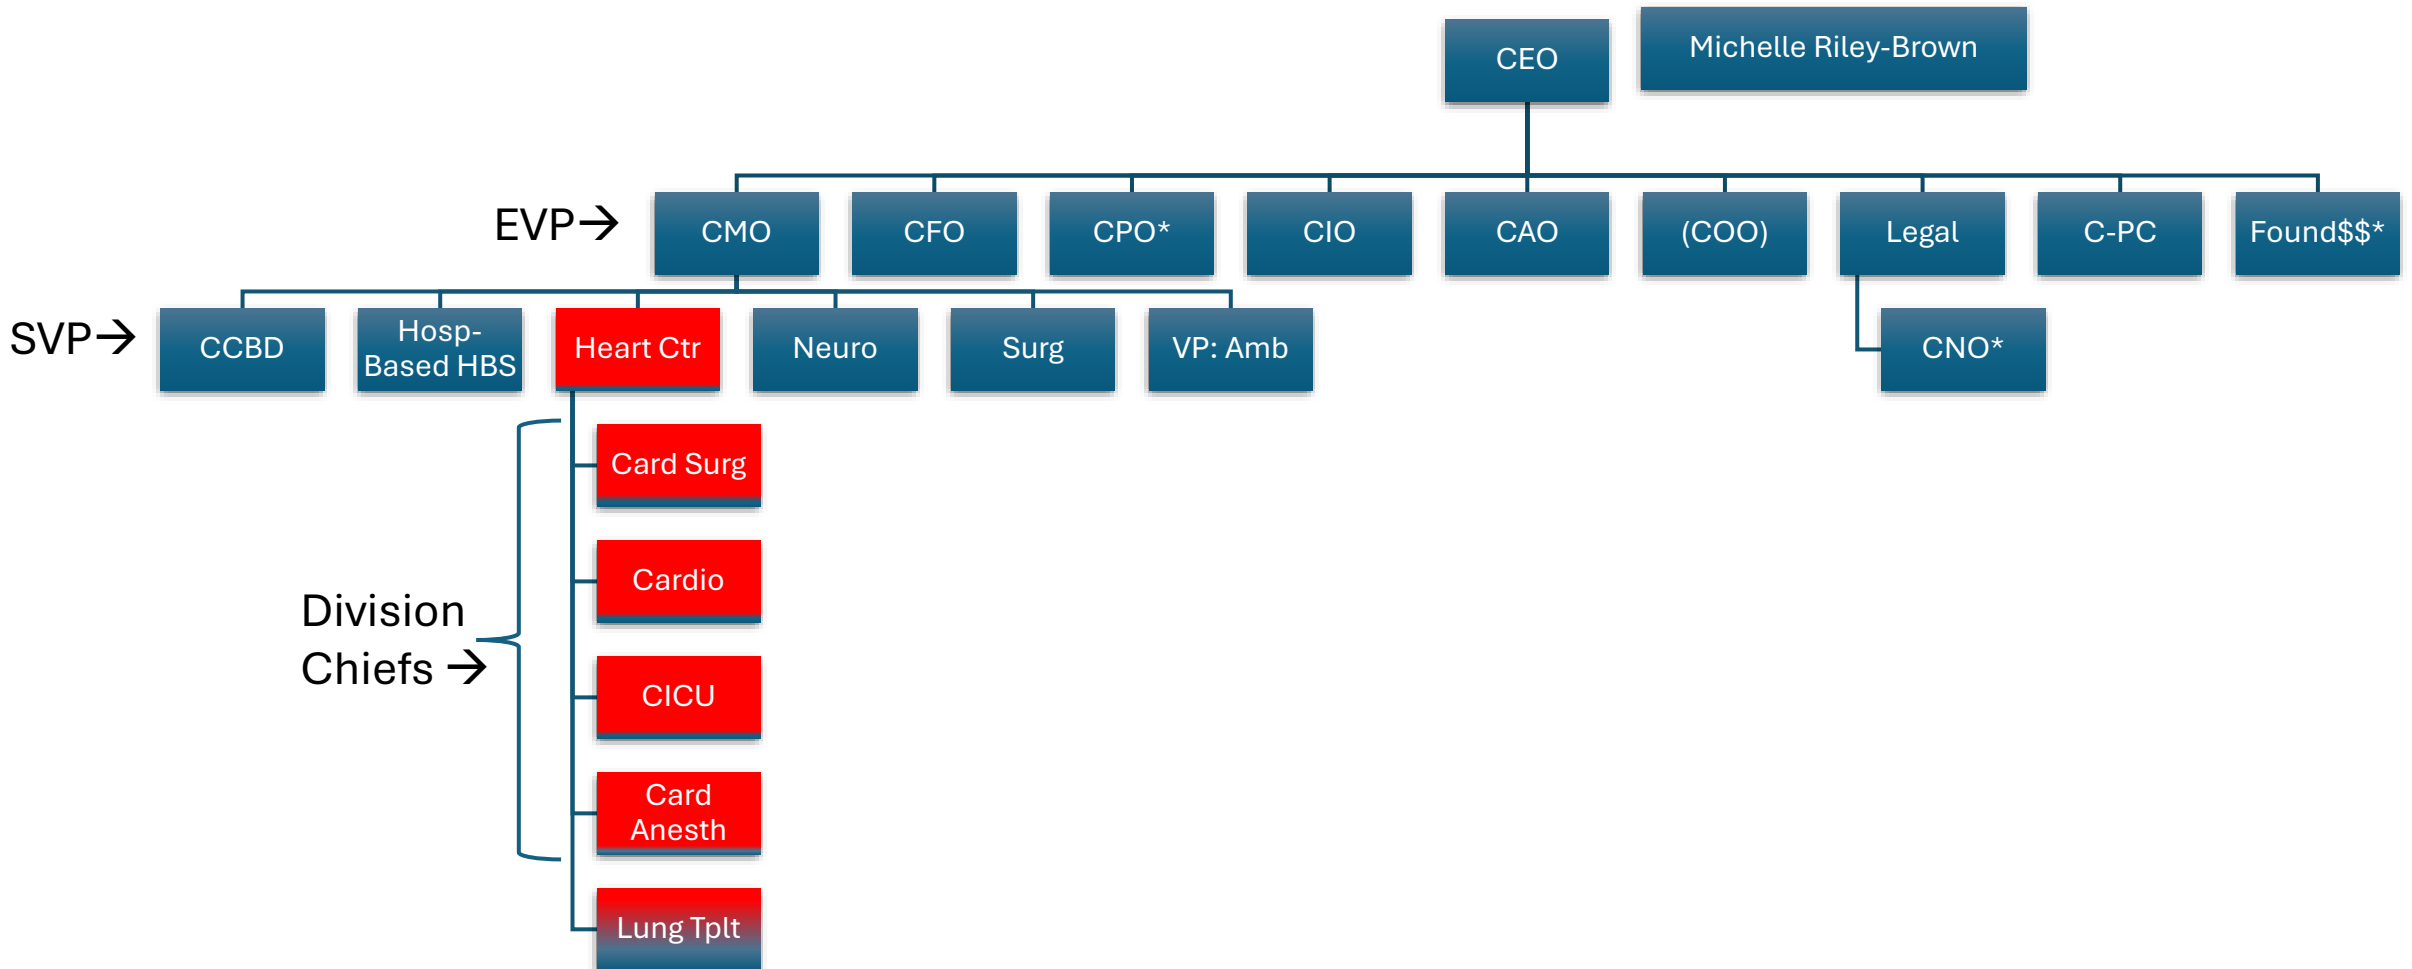 CEO
Michelle Riley-Brown
EVP→
CMO
CFO
CPO*
CIO
CAO
(COO)
Legal
C-PC
Found$$*
SVP→
CCBD
Hosp-
Based HBS
Heart Ctr
Neuro
Surg
VP: Amb
CNO*
Card Surg
Cardio
Division
Chiefs →
CICU
Card
Anesth
Lung Tplt